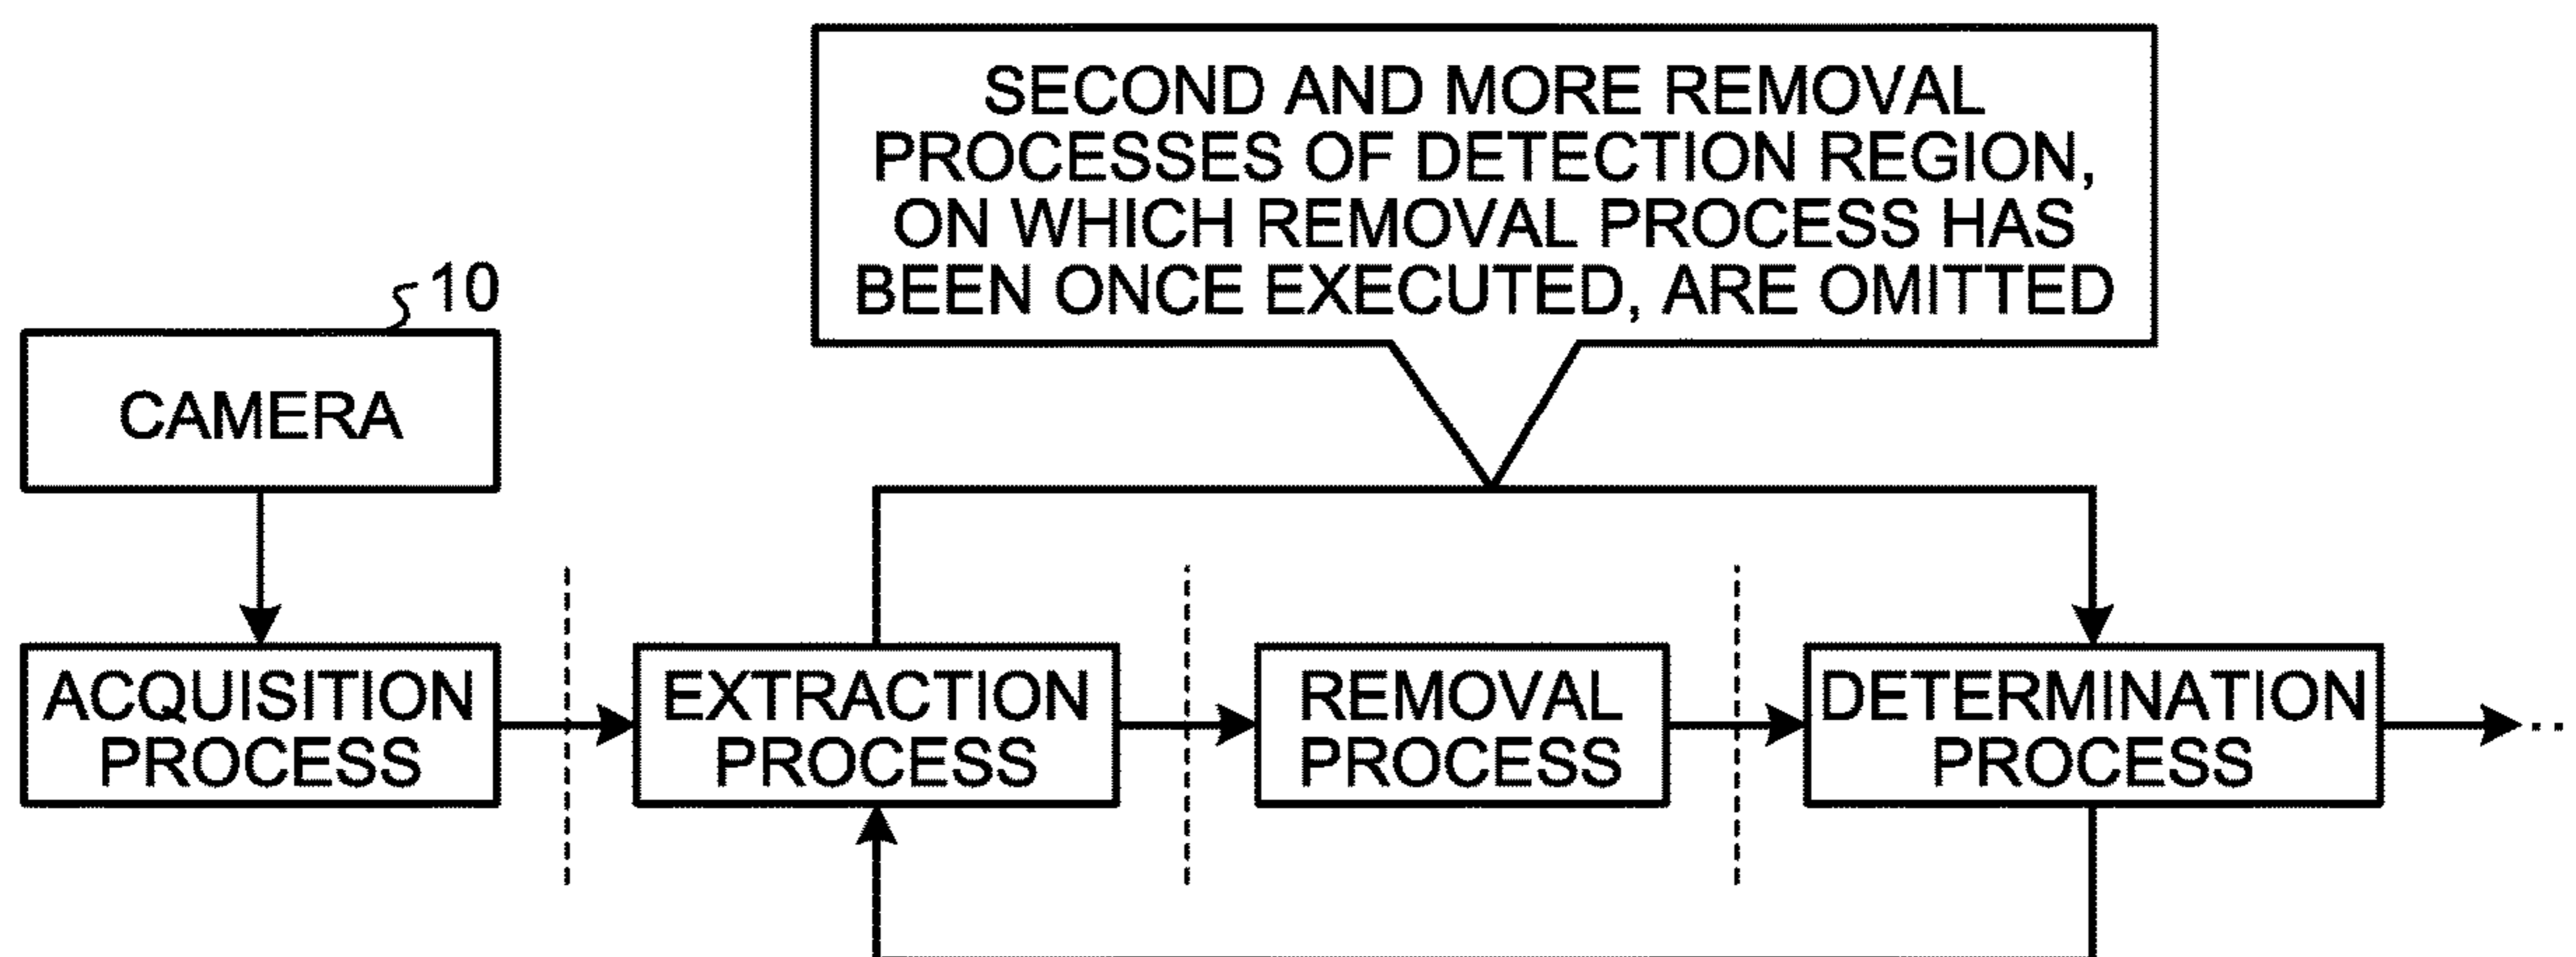 SECOND AND MORE REMOVAL
PROCESSES OF DETECTION REGION,
ON WHICH REMOVAL PROCESS HAS
BEEN ONCE EXECUTED, ARE OMITTED
10
CAMERA
ACQUISITION
PROCESS
EXTRACTION
PROCESS
REMOVAL
PROCESS
DETERMINATION
PROCESS
..